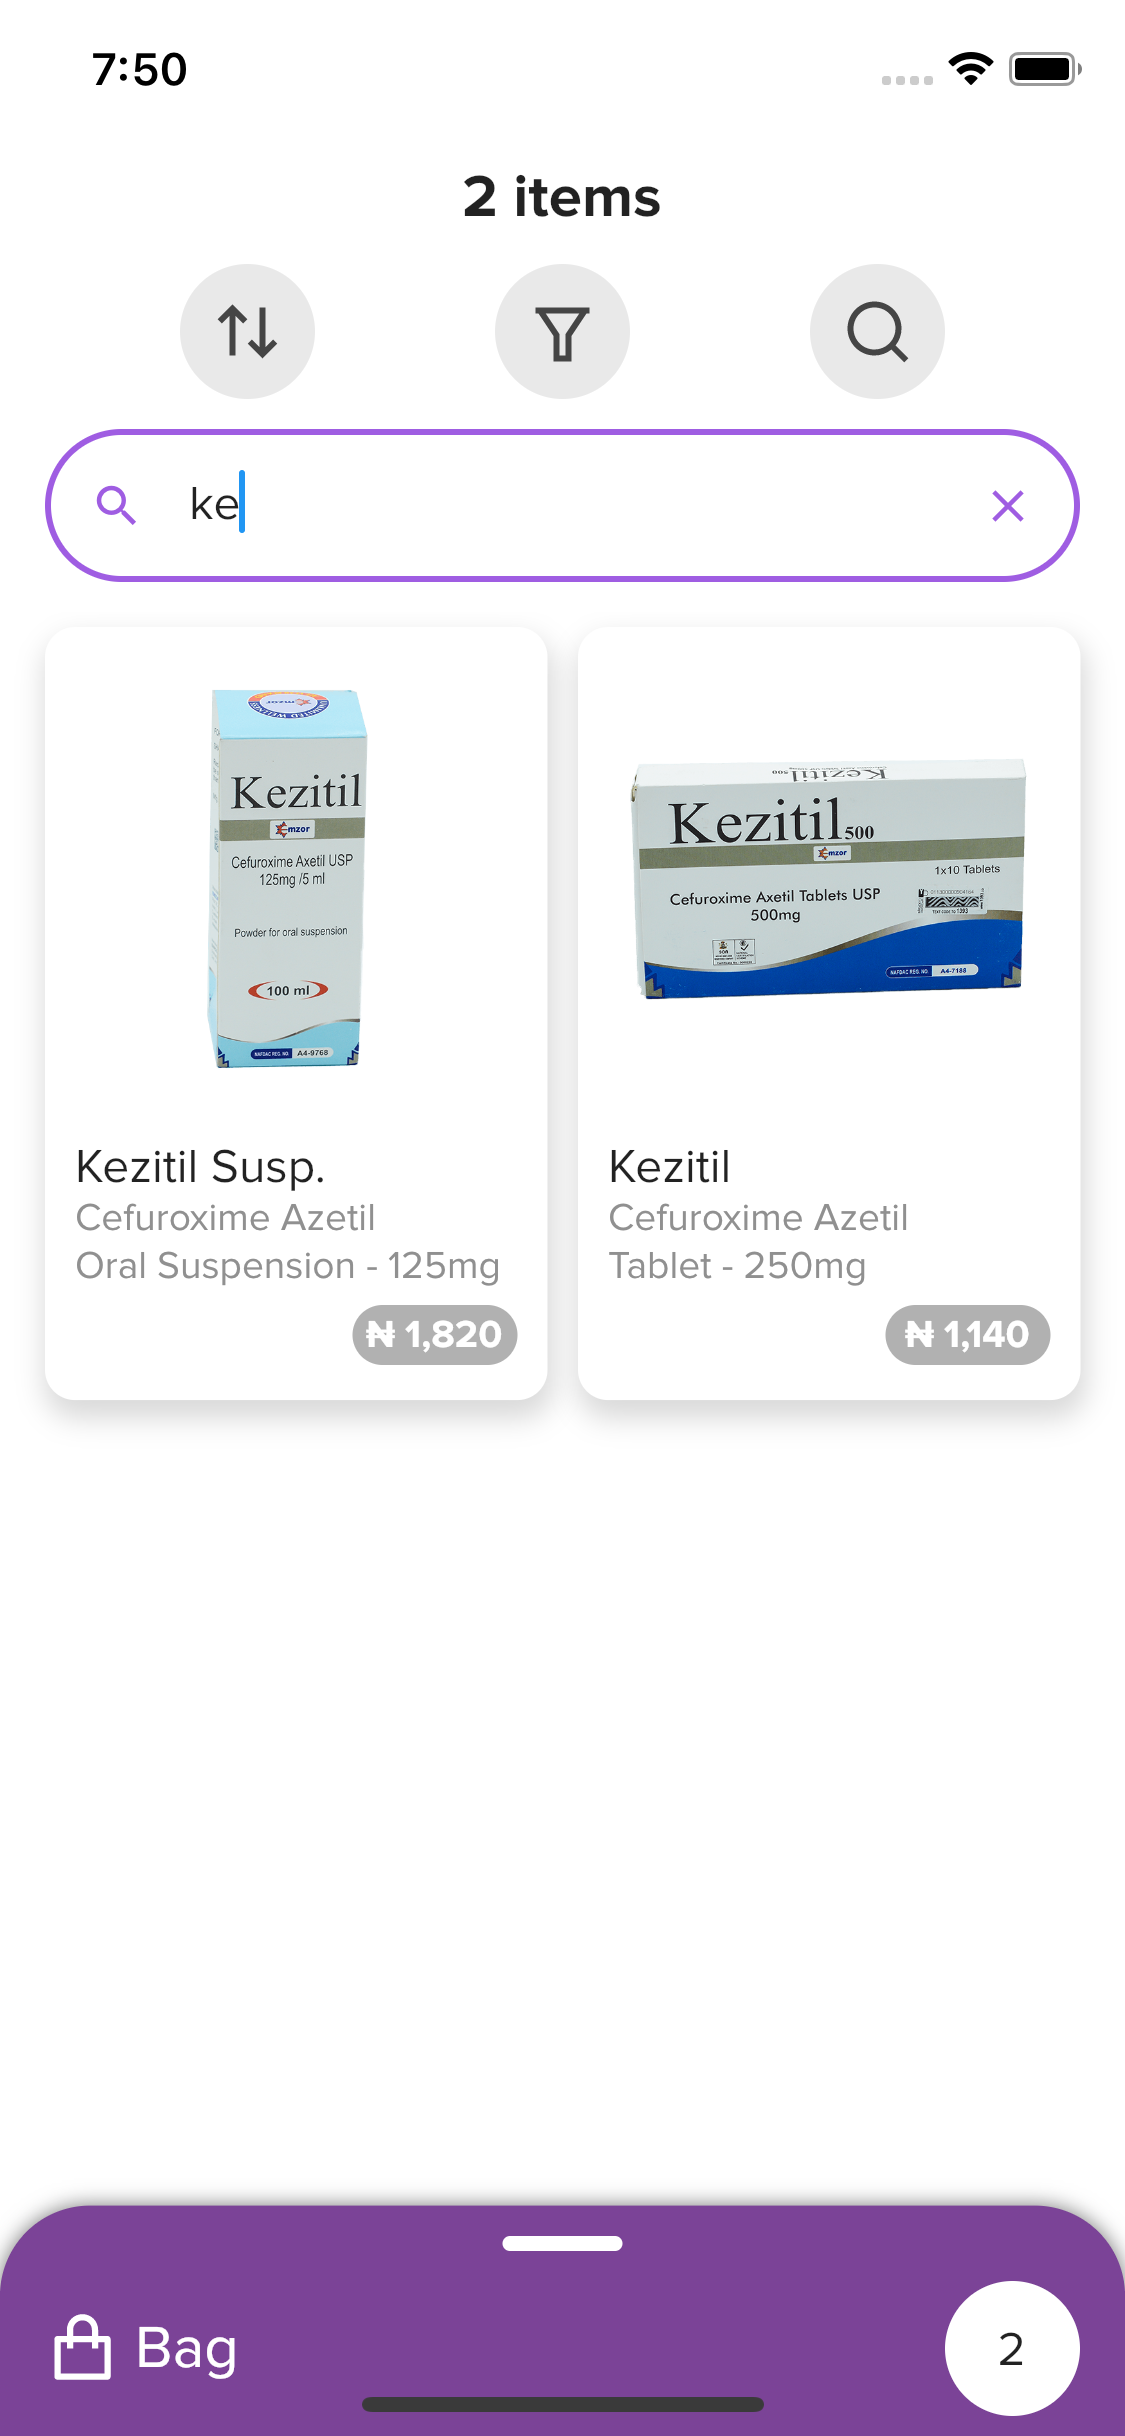 7:50
2 items
ke
Kezitil
Emzor
Cefuroxime Axetil USP
125mg /5 ml
Powder for oral suspension
100 ml
NAFDAC REG. NO. A4-9768
Kezitil 500
Kezitil 500
Emzor
1x10 Tablets
Cefuroxime Axetil Tablets USP
500mg
NAFDAC REG. NO A4-7188
Kezitil Susp.
Cefuroxime Azetil
Oral Suspension - 125mg
₦ 1,820
Kezitil
Cefuroxime Azetil
Tablet - 250mg
₦ 1,140
Bag
2